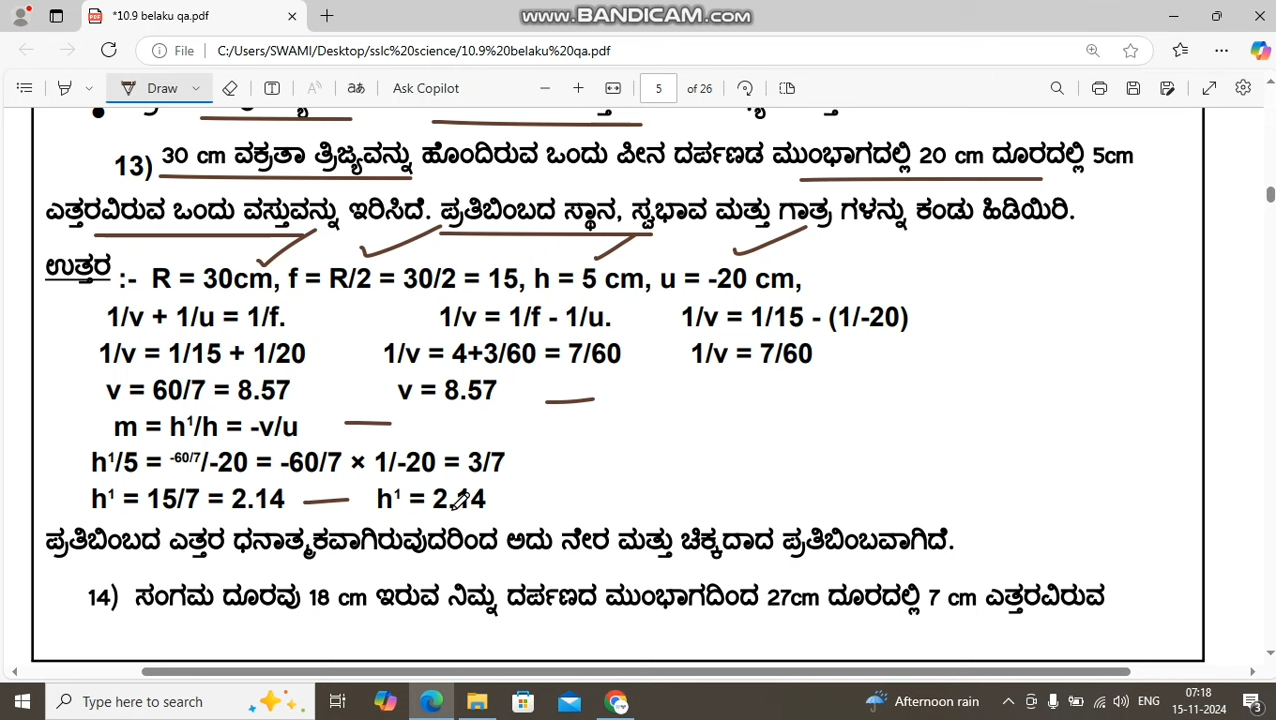 *10.9 belaku qa.pdf
www.BANDICAM.com
File C:/Users/SWAMI/Desktop/sslc%20science/10.9%20belaku%20qa.pdf
Draw Ask Copilot 5 of 26
13) 30 cm ವಕ್ರತಾ ತ್ರಿಜ್ಯವನ್ನು ಹೊಂದಿರುವ ಒಂದು ಪೀನ ದರ್ಪಣಡ ಮುಂಭಾಗದಲ್ಲಿ 20 cm ದೂರದಲ್ಲಿ 5cm
ಎತ್ತರವಿರುವ ಒಂದು ವಸ್ತುವನ್ನು ಇರಿಸಿದೆ. ಪ್ರತಿಬಿಂಬದ ಸ್ಥಾನ, ಸ್ವಭಾವ ಮತ್ತು ಗಾತ್ರ ಗಳನ್ನು ಕಂಡು ಹಿಡಿಯಿರಿ.
ಉತ್ತರ :- R = 30cm, f = R/2 = 30/2 = 15, h = 5 cm, u = -20 cm,
1/v + 1/u = 1/f. 1/v = 1/f - 1/u. 1/v = 1/15 - (1/-20)
1/v = 1/15 + 1/20 1/v = 4+3/60 = 7/60 1/v = 7/60
v = 60/7 = 8.57 v = 8.57
m = h¹/h = -v/u
h¹/5 = -60/7/-20 = -60/7 × 1/-20 = 3/7
h¹ = 15/7 = 2.14 h¹ = 2.14
ಪ್ರತಿಬಿಂಬದ ಎತ್ತರ ಧನಾತ್ಮಕವಾಗಿರುವುದರಿಂದ ಅದು ನೇರ ಮತ್ತು ಚಿಕ್ಕದಾದ ಪ್ರತಿಬಿಂಬವಾಗಿದೆ.
14) ಸಂಗಮ ದೂರವು 18 cm ಇರುವ ನಿಮ್ನ ದರ್ಪಣದ ಮುಂಭಾಗದಿಂದ 27cm ದೂರದಲ್ಲಿ 7 cm ಎತ್ತರವಿರುವ
Type here to search Afternoon rain ENG 07:18
15-11-2024 3